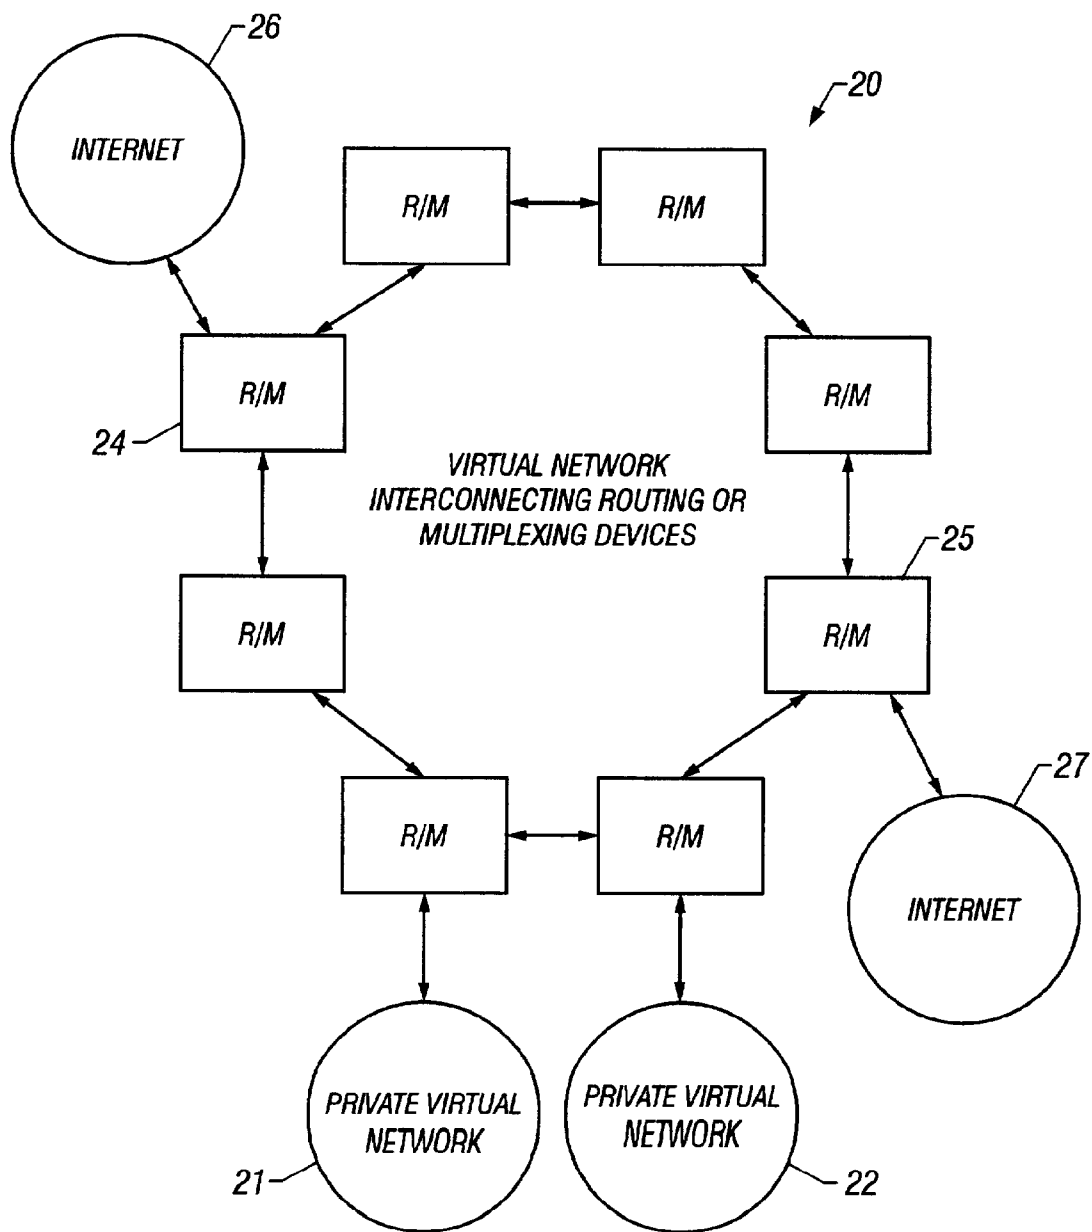 26
20
INTERNET
R/M
R/M
R/M
R/M
24
VIRTUAL NETWORK
INTERCONNECTING ROUTING OR
MULTIPLEXING DEVICES
25
R/M
R/M
27
R/M
R/M
INTERNET
PRIVATE VIRTUAL
NETWORK
PRIVATE VIRTUAL
NETWORK
21
22